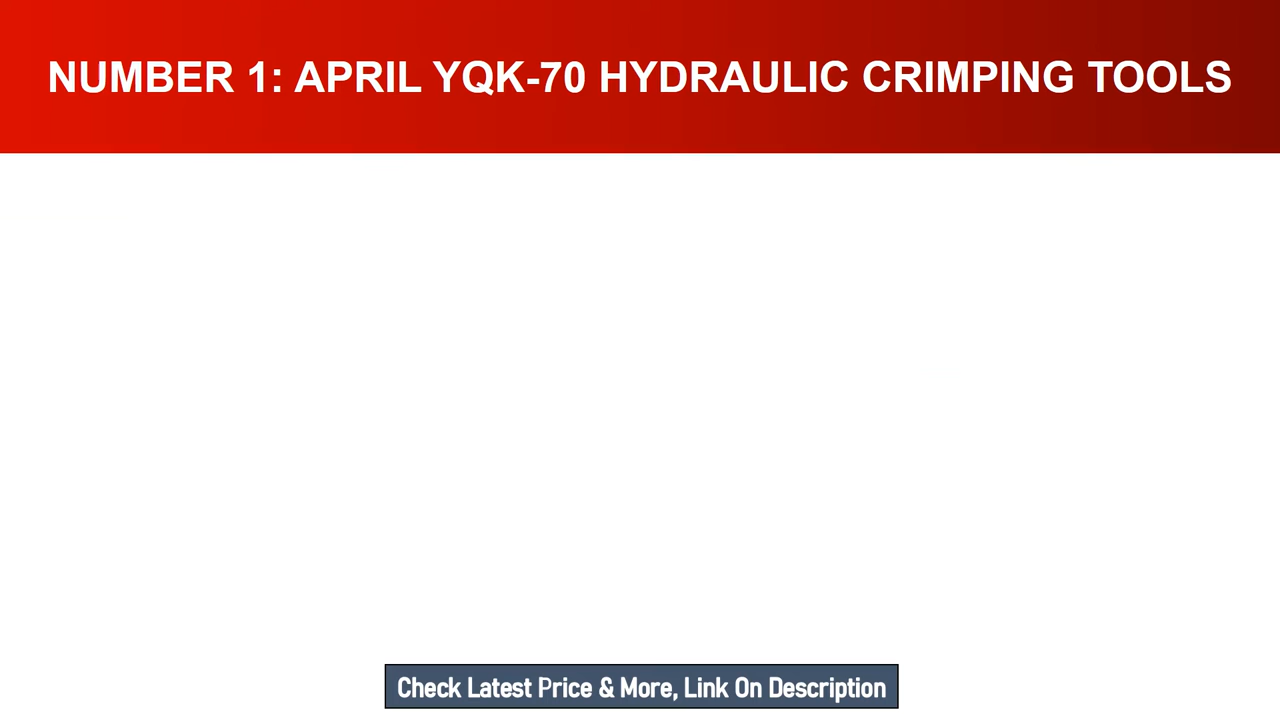 NUMBER 1: APRIL YQK-70 HYDRAULIC CRIMPING TOOLS
Check Latest Price & More, Link On Description